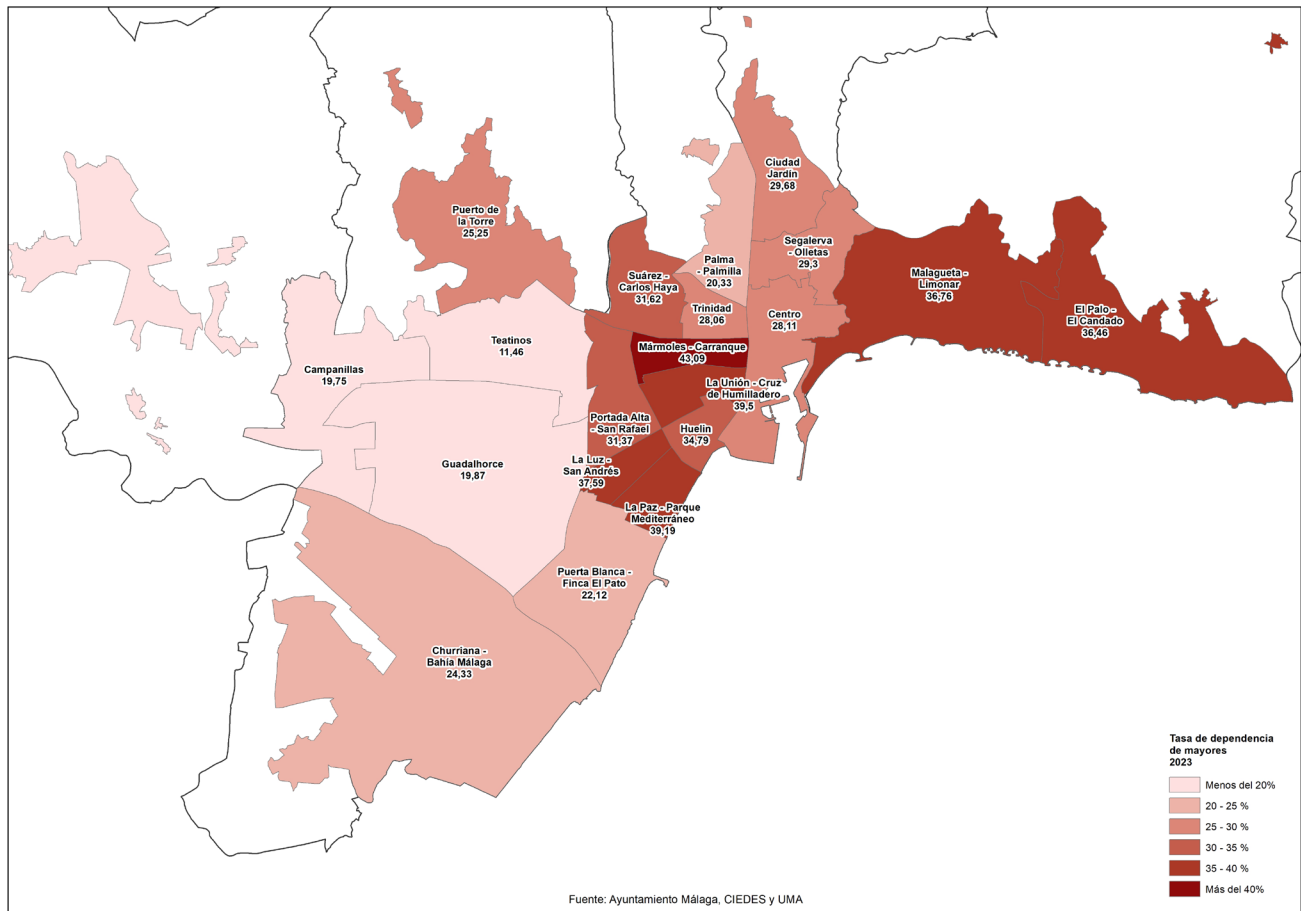 Ciudad
Jardín
29,68
Puerto de
la Torre
25,25
Segalerva
- Olletas
29,3
Palma
- Palmilla
20,33
Suárez -
Carlos Haya
31,62
Malagueta -
Limonar
36,76
Trinidad
28,06
Centro
28,11
El Palo -
El Candado
36,46
Teatinos
11,46
Mármoles - Carranque
43,09
Campanillas
19,75
La Unión - Cruz
de Humilladero
39,5
Portada Alta
- San Rafael
31,37
Huelin
34,79
Guadalhorce
19,87
La Luz -
San Andrés
37,59
La Paz - Parque
Mediterráneo
39,19
Puerta Blanca -
Finca El Pato
22,12
Churriana -
Bahía Málaga
24,33
Tasa de dependencia
de mayores
2023
Menos del 20%
20 - 25 %
25 - 30 %
30 - 35 %
35 - 40 %
Más del 40%
Fuente: Ayuntamiento Málaga, CIEDES y UMA